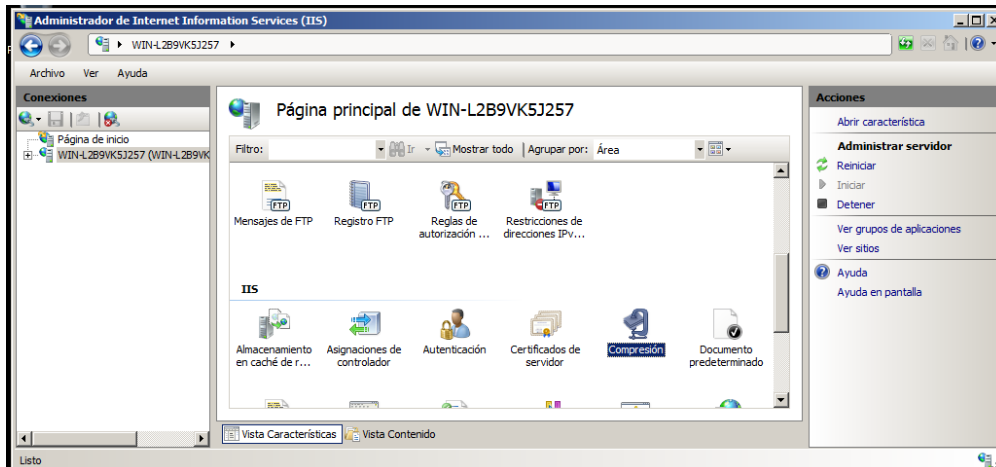 Administrador de Internet Information Services (IIS)
WIN-L2B9VK5J257
Archivo Ver Ayuda
Conexiones
Página de inicio
WIN-L2B9VK5J257 (WIN-L2B9VK
Página principal de WIN-L2B9VK5J257
Filtro: Ir Mostrar todo Agrupar por: Área
Mensajes de FTP
Registro FTP
Reglas de
autorización ...
Restricciones de
direcciones IPv...
IIS
Almacenamiento
en caché de r...
Asignaciones de
controlador
Autenticación
Certificados de
servidor
Compresión
Documento
predeterminado
Vista Características Vista Contenido
Acciones
Abrir característica
Administrar servidor
Reiniciar
Iniciar
Detener
Ver grupos de aplicaciones
Ver sitios
Ayuda
Ayuda en pantalla
Listo